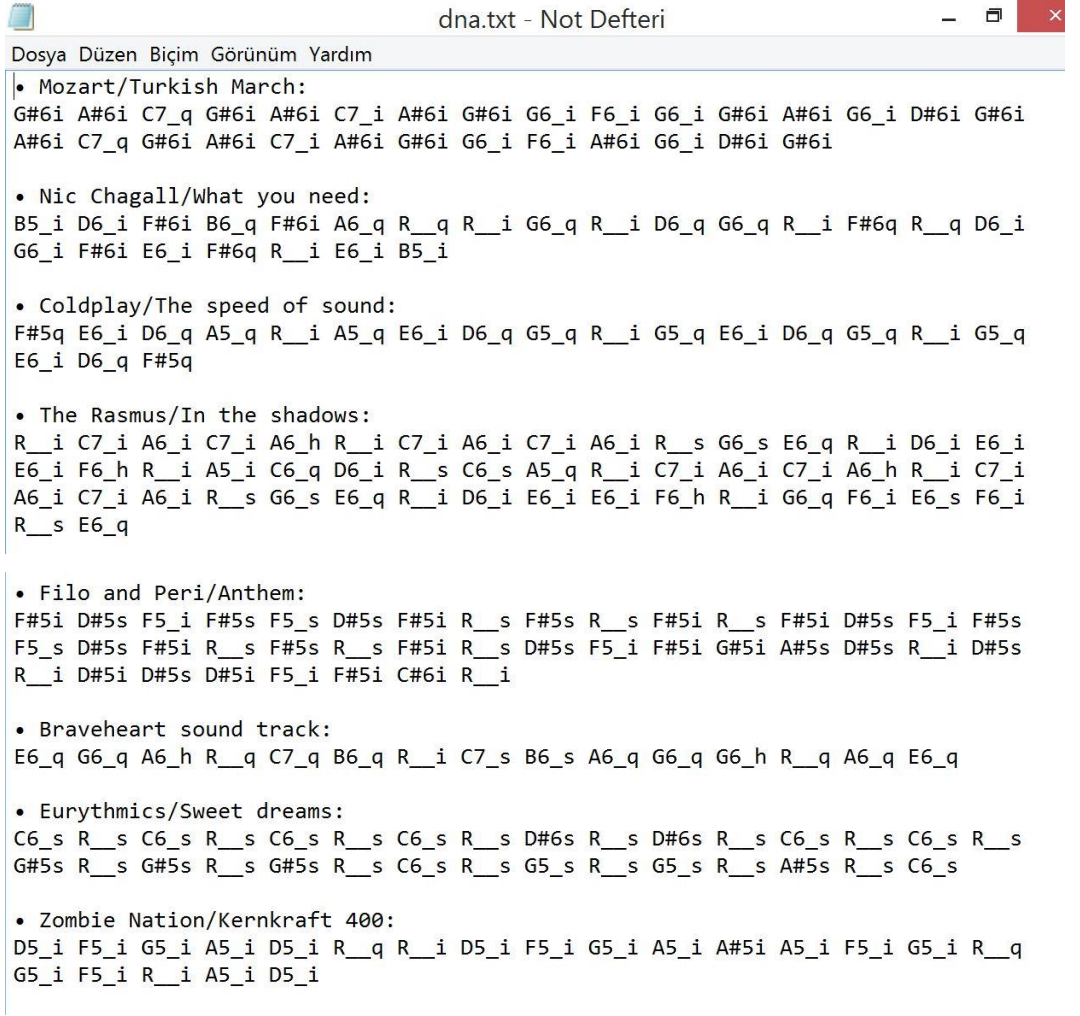 dna.txt - Not Defteri
Dosya Düzen Biçim Görünüm Yardım
• Mozart/Turkish March:
G#6i A#6i C7_q G#6i A#6i C7_i A#6i G#6i G6_i F6_i G6_i G#6i A#6i G6_i D#6i G#6i
A#6i C7_q G#6i A#6i C7_i A#6i G#6i G6_i F6_i A#6i G6_i D#6i G#6i
• Nic Chagall/What you need:
B5_i D6_i F#6i B6_q F#6i A6_q R__q R__i G6_q R__i D6_q G6_q R__i F#6q R__q D6_i
G6_i F#6i E6_i F#6q R__i E6_i B5_i
• Coldplay/The speed of sound:
F#5q E6_i D6_q A5_q R__i A5_q E6_i D6_q G5_q R__i G5_q E6_i D6_q G5_q R__i G5_q
E6_i D6_q F#5q
• The Rasmus/In the shadows:
R__i C7_i A6_i C7_i A6_h R__i C7_i A6_i C7_i A6_i R__s G6_s E6_q R__i D6_i E6_i
E6_i F6_h R__i A5_i C6_q D6_i R__s C6_s A5_q R__i C7_i A6_i C7_i A6_h R__i C7_i
A6_i C7_i A6_i R__s G6_s E6_q R__i D6_i E6_i E6_i F6_h R__i G6_q F6_i E6_s F6_i
R__s E6_q
• Filo and Peri/Anthem:
F#5i D#5s F5_i F#5s F5_s D#5s F#5i R__s F#5s R__s F#5i R__s F#5i D#5s F5_i F#5s
F5_s D#5s F#5i R__s F#5s R__s F#5i R__s D#5s F5_i F#5i G#5i A#5s D#5s R__i D#5s
R__i D#5i D#5s D#5i F5_i F#5i C#6i R__i
• Braveheart sound track:
E6_q G6_q A6_h R__q C7_q B6_q R__i C7_s B6_s A6_q G6_q G6_h R__q A6_q E6_q
• Eurythmics/Sweet dreams:
C6_s R__s C6_s R__s C6_s R__s C6_s R__s D#6s R__s D#6s R__s C6_s R__s C6_s R__s
G#5s R__s G#5s R__s G#5s R__s C6_s R__s G5_s R__s G5_s R__s A#5s R__s C6_s
• Zombie Nation/Kernkraft 400:
D5_i F5_i G5_i A5_i D5_i R__q R__i D5_i F5_i G5_i A5_i A#5i A5_i F5_i G5_i R__q
G5_i F5_i R__i A5_i D5_i